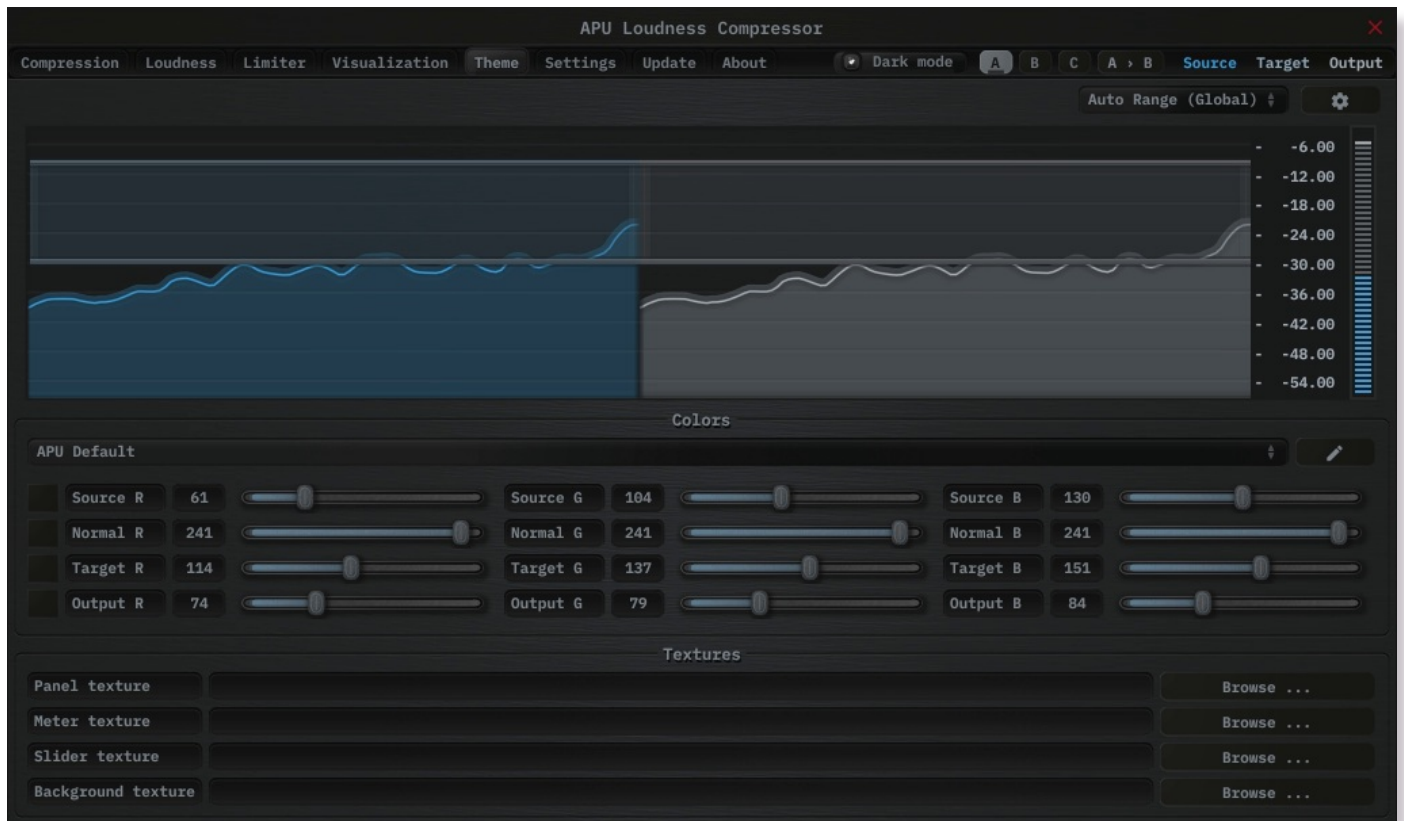 APU Loudness Compressor
Compression Loudness Limiter Visualization Theme Settings Update About Dark mode A B C A › B Source Target Output
Auto Range (Global)
- -6.00
- -12.00
- -18.00
- -24.00
- -30.00
- -36.00
- -42.00
- -48.00
- -54.00
Colors
APU Default
Source R 61 Source G 104 Source B 130
Normal R 241 Normal G 241 Normal B 241
Target R 114 Target G 137 Target B 151
Output R 74 Output G 79 Output B 84
Textures
Panel texture Browse ...
Meter texture Browse ...
Slider texture Browse ...
Background texture Browse ...